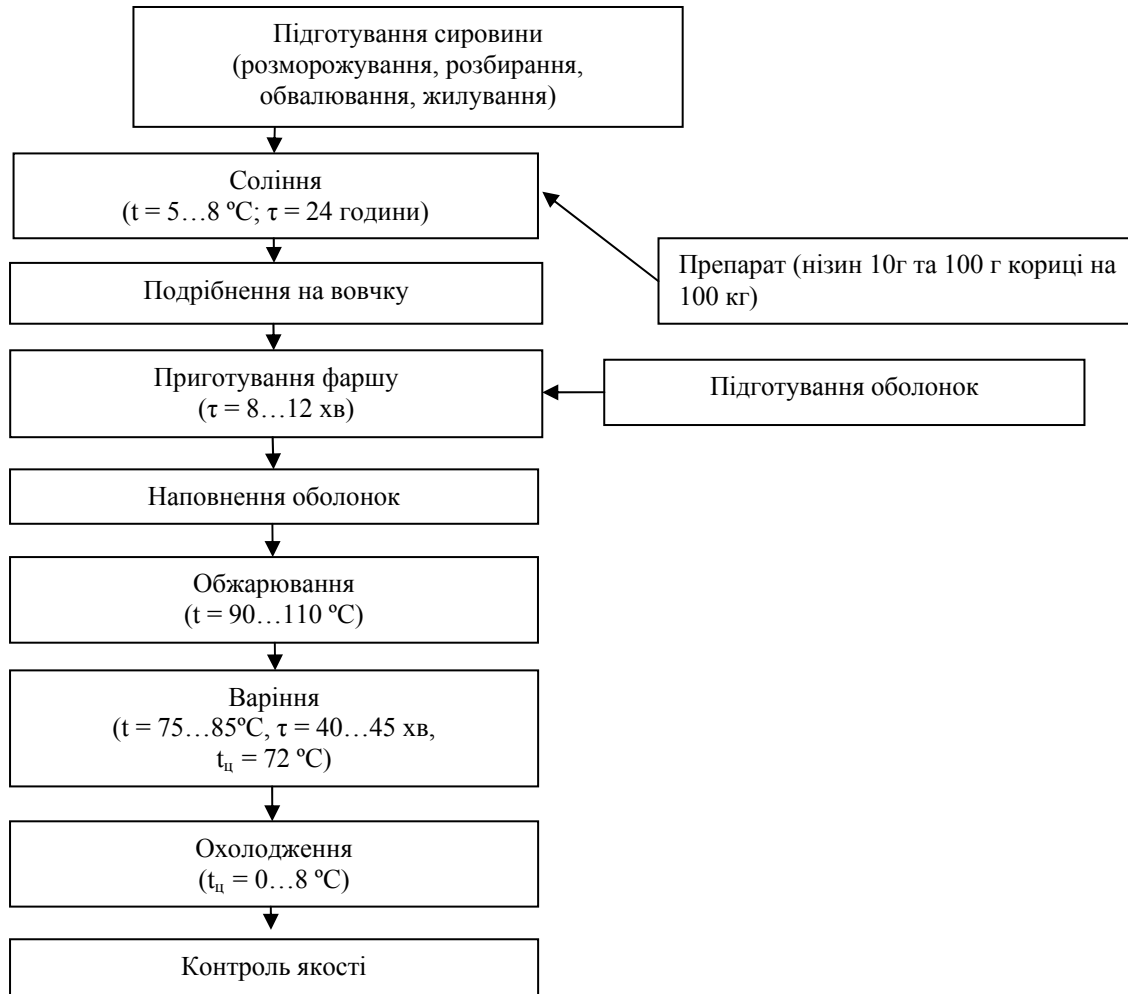 Підготування сировини
(розморожування, розбирання,
обвалювання, жилування)
Соління
(t = 5…8 ºС; τ = 24 години)
Препарат (нізин 10г та 100 г кориці на
100 кг)
Подрібнення на вовчку
Приготування фаршу
(τ = 8…12 хв)
Підготування оболонок
Наповнення оболонок
Обжарювання
(t = 90…110 ºС)
Варіння
(t = 75…85ºС, τ = 40…45 хв,
tц = 72 ºС)
Охолодження
(tц = 0…8 ºС)
Контроль якості